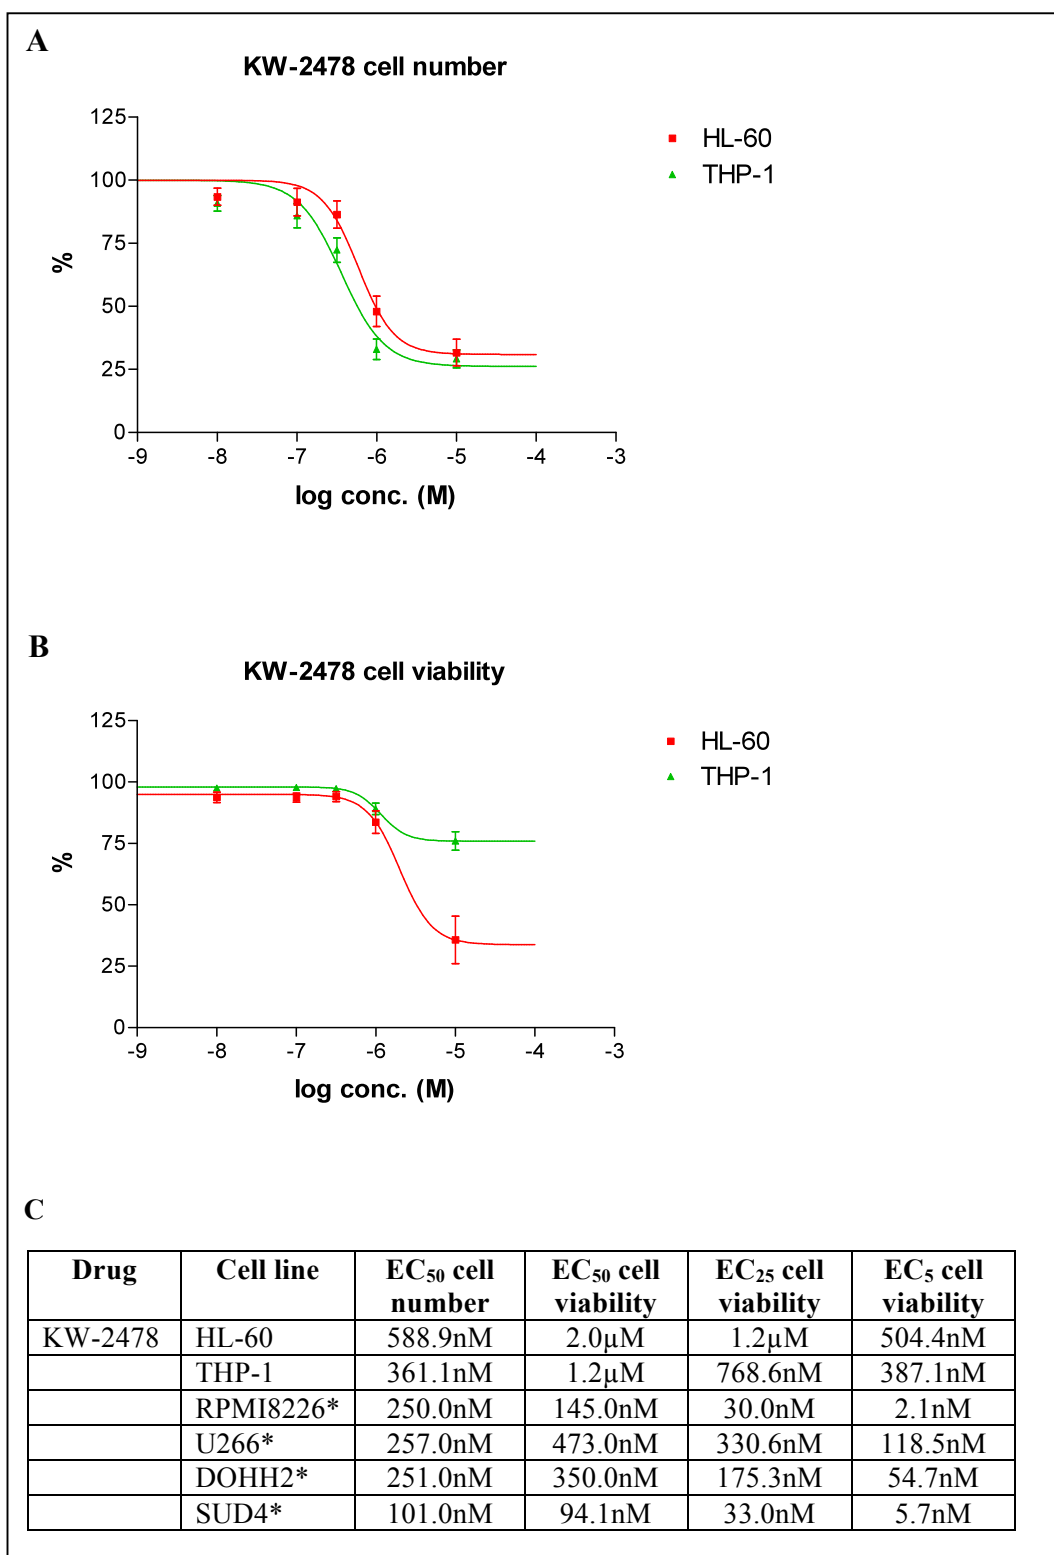 A
KW-2478 cell number
125
100
75
50
25
0
%
-9 -8 -7 -6 -5 -4 -3
log conc. (M)
HL-60
THP-1
B
KW-2478 cell viability
125
100
75
50
25
0
%
-9 -8 -7 -6 -5 -4 -3
log conc. (M)
HL-60
THP-1
C
Drug Cell line EC50 cell number EC50 cell viability EC25 cell viability EC5 cell viability
KW-2478 HL-60 588.9nM 2.0µM 1.2µM 504.4nM
THP-1 361.1nM 1.2µM 768.6nM 387.1nM
RPMI8226* 250.0nM 145.0nM 30.0nM 2.1nM
U266* 257.0nM 473.0nM 330.6nM 118.5nM
DOHH2* 251.0nM 350.0nM 175.3nM 54.7nM
SUD4* 101.0nM 94.1nM 33.0nM 5.7nM